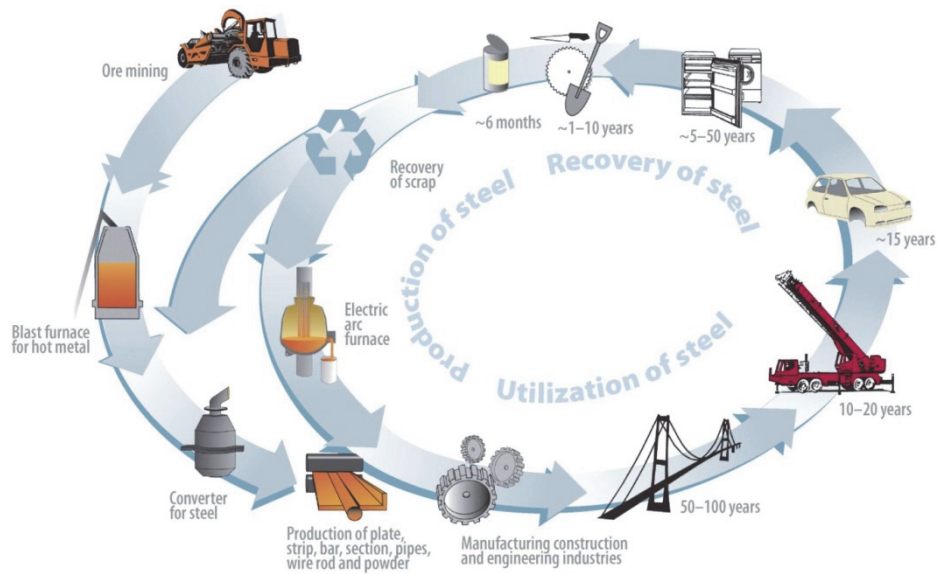 Ore mining
~6 months
~1–10 years
~5–50 years
Recovery
of scrap
Production of steel
Recovery of steel
Utilization of steel
~15 years
Blast furnace
for hot metal
Electric
arc
furnace
10–20 years
Converter
for steel
Production of plate,
strip, bar, section, pipes,
wire rod and powder
Manufacturing construction
and engineering industries
50–100 years